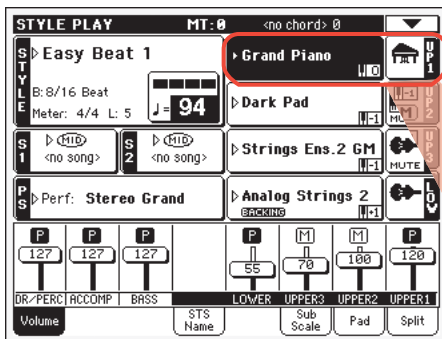 STYLE PLAY MT:0 <no chord> 0
STYLE
Easy Beat 1
B:8/16 Beat
Meter: 4/4 L: 5
♩= 94
Grand Piano
0
UP1
Dark Pad
-1
MU
UP2
S1
MID
<no song>
S2
MID
<no song>
Strings Ens.2 GM
-1
MUTE
UP3
PS
Perf: Stereo Grand
Analog Strings 2
BACKING
+1
LOW
P P P P M M P
127 127 127 55 70 100 120
DR/PERC ACCOMP BASS LOWER UPPER3 UPPER2 UPPER1
Volume
STS Name
Sub Scale
Pad
Split